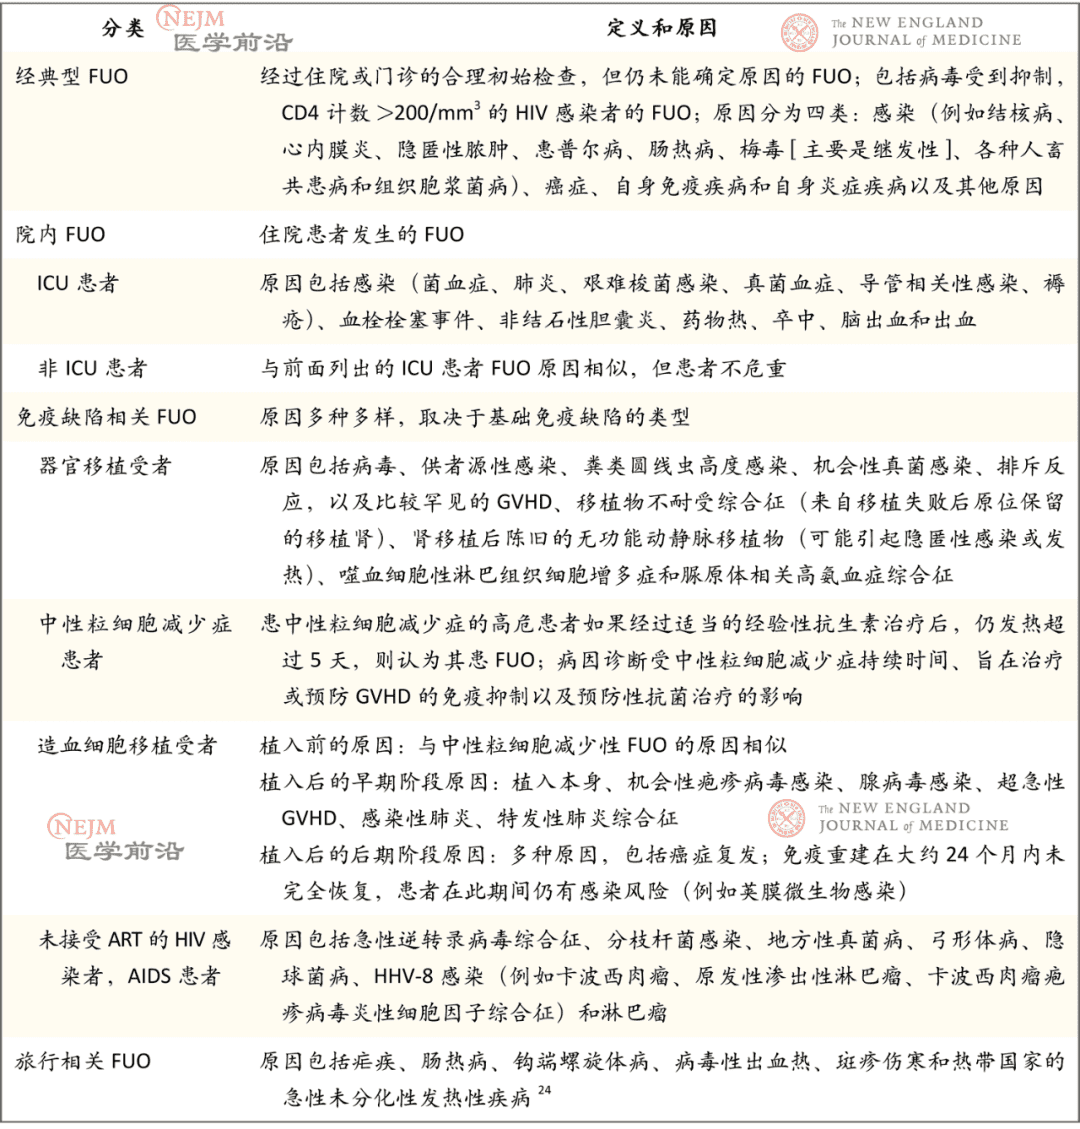 分类 定义和原因
NEJM
医学前沿
The NEW ENGLAND
JOURNAL of MEDICINE
经典型 FUO 经过住院或门诊的合理初始检查，但仍未能确定原因的FUO；包括病毒受到抑制，
CD4 计数 >200/mm³ 的 HIV 感染者的 FUO；原因分为四类：感染（例如结核病、
心内膜炎、隐匿性脓肿、惠普尔病、肠热病、梅毒[主要是继发性]、各种人畜
共患病和组织胞浆菌病）、癌症、自身免疫疾病和自身炎症疾病以及其他原因
院内 FUO 住院患者发生的 FUO
ICU 患者 原因包括感染（菌血症、肺炎、艰难梭菌感染、真菌血症、导管相关性感染、褥
疮）、血栓栓塞事件、非结石性胆囊炎、药物热、卒中、脑出血和出血
非 ICU 患者 与前面列出的 ICU 患者 FUO 原因相似，但患者不危重
免疫缺陷相关 FUO 原因多种多样，取决于基础免疫缺陷的类型
器官移植受者 原因包括病毒、供者源性感染、粪类圆线虫高度感染、机会性真菌感染、排斥反
应，以及比较罕见的 GVHD、移植物不耐受综合征（来自移植失败后原位保留
的移植肾）、肾移植后陈旧的无功能动静脉移植物（可能引起隐匿性感染或发
热）、噬血细胞性淋巴组织细胞增多症和脲原体相关高氨血症综合征
中性粒细胞减少症 患中性粒细胞减少症的高危患者如果经过适当的经验性抗生素治疗后，仍发热超
患者 过 5 天，则认为其患 FUO；病因诊断受中性粒细胞减少症持续时间、旨在治疗
或预防 GVHD 的免疫抑制以及预防性抗菌治疗的影响
造血细胞移植受者 植入前的原因：与中性粒细胞减少性 FUO 的原因相似
植入后的早期阶段原因：植入本身、机会性疱疹病毒感染、腺病毒感染、超急性
GVHD、感染性肺炎、特发性肺炎综合征
NEJM
医学前沿
The NEW ENGLAND
JOURNAL of MEDICINE
植入后的后期阶段原因：多种原因，包括癌症复发；免疫重建在大约 24 个月内未
完全恢复，患者在此期间仍有感染风险（例如荚膜微生物感染）
未接受 ART 的 HIV 感 原因包括急性逆转录病毒综合征、分枝杆菌感染、地方性真菌病、弓形体病、隐
染者，AIDS 患者 球菌病、HHV-8 感染（例如卡波西肉瘤、原发性渗出性淋巴瘤、卡波西肉瘤疱
疹病毒炎性细胞因子综合征）和淋巴瘤
旅行相关 FUO 原因包括疟疾、肠热病、钩端螺旋体病、病毒性出血热、斑疹伤寒和热带国家的
急性未分化性发热性疾病 24